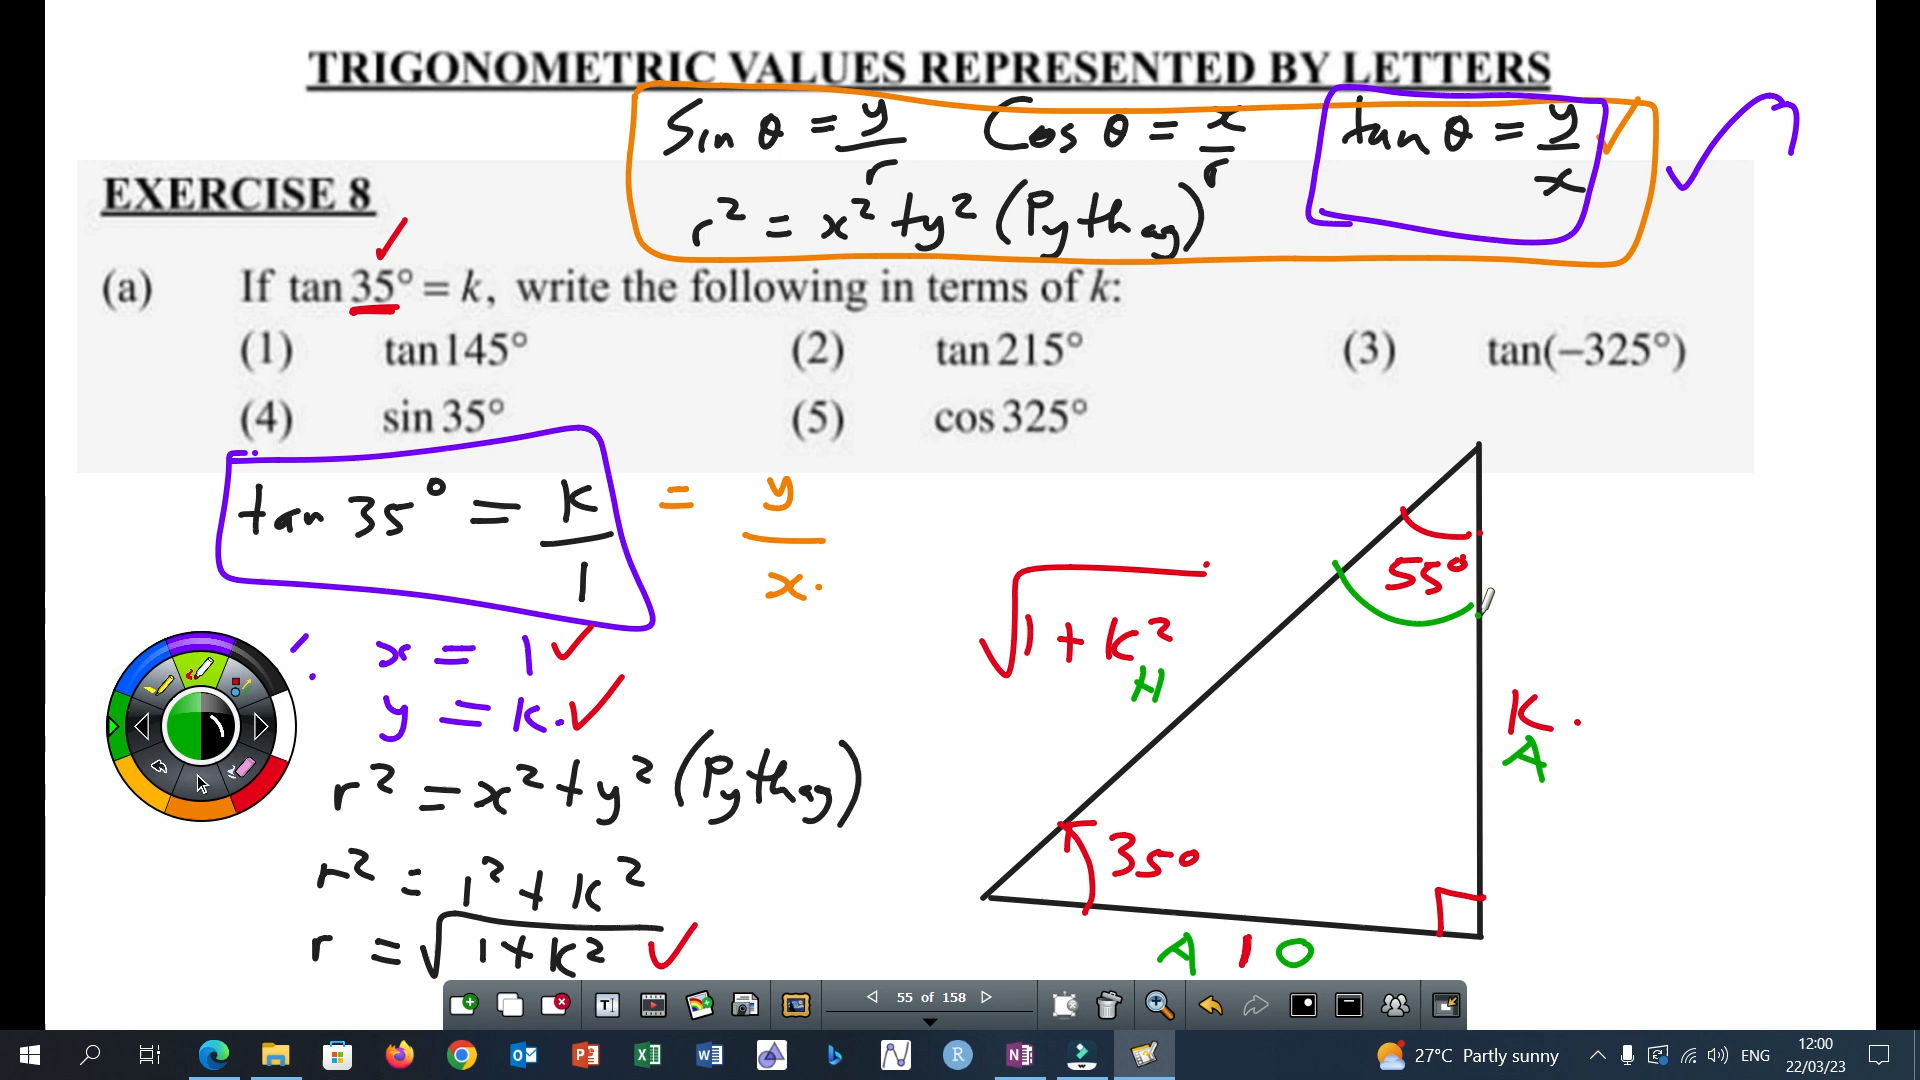 TRIGONOMETRIC VALUES REPRESENTED BY LETTERS
Sin θ = y/r Cos θ = x/r tan θ = y/x
r² = x² + y² (Pythag)
EXERCISE 8
(a) If tan 35° = k, write the following in terms of k:
(1) tan 145° (2) tan 215° (3) tan(−325°)
(4) sin 35° (5) cos 325°
tan 35° = k/1 = y/x.
∴ x = 1
y = k.
r² = x² + y² (Pythag)
r² = 1² + k²
r = √1 + k²
55°
√1 + k²
H
K.
A
35°
A 1 O
55 of 158
27°C Partly sunny
ENG
12:00
22/03/23